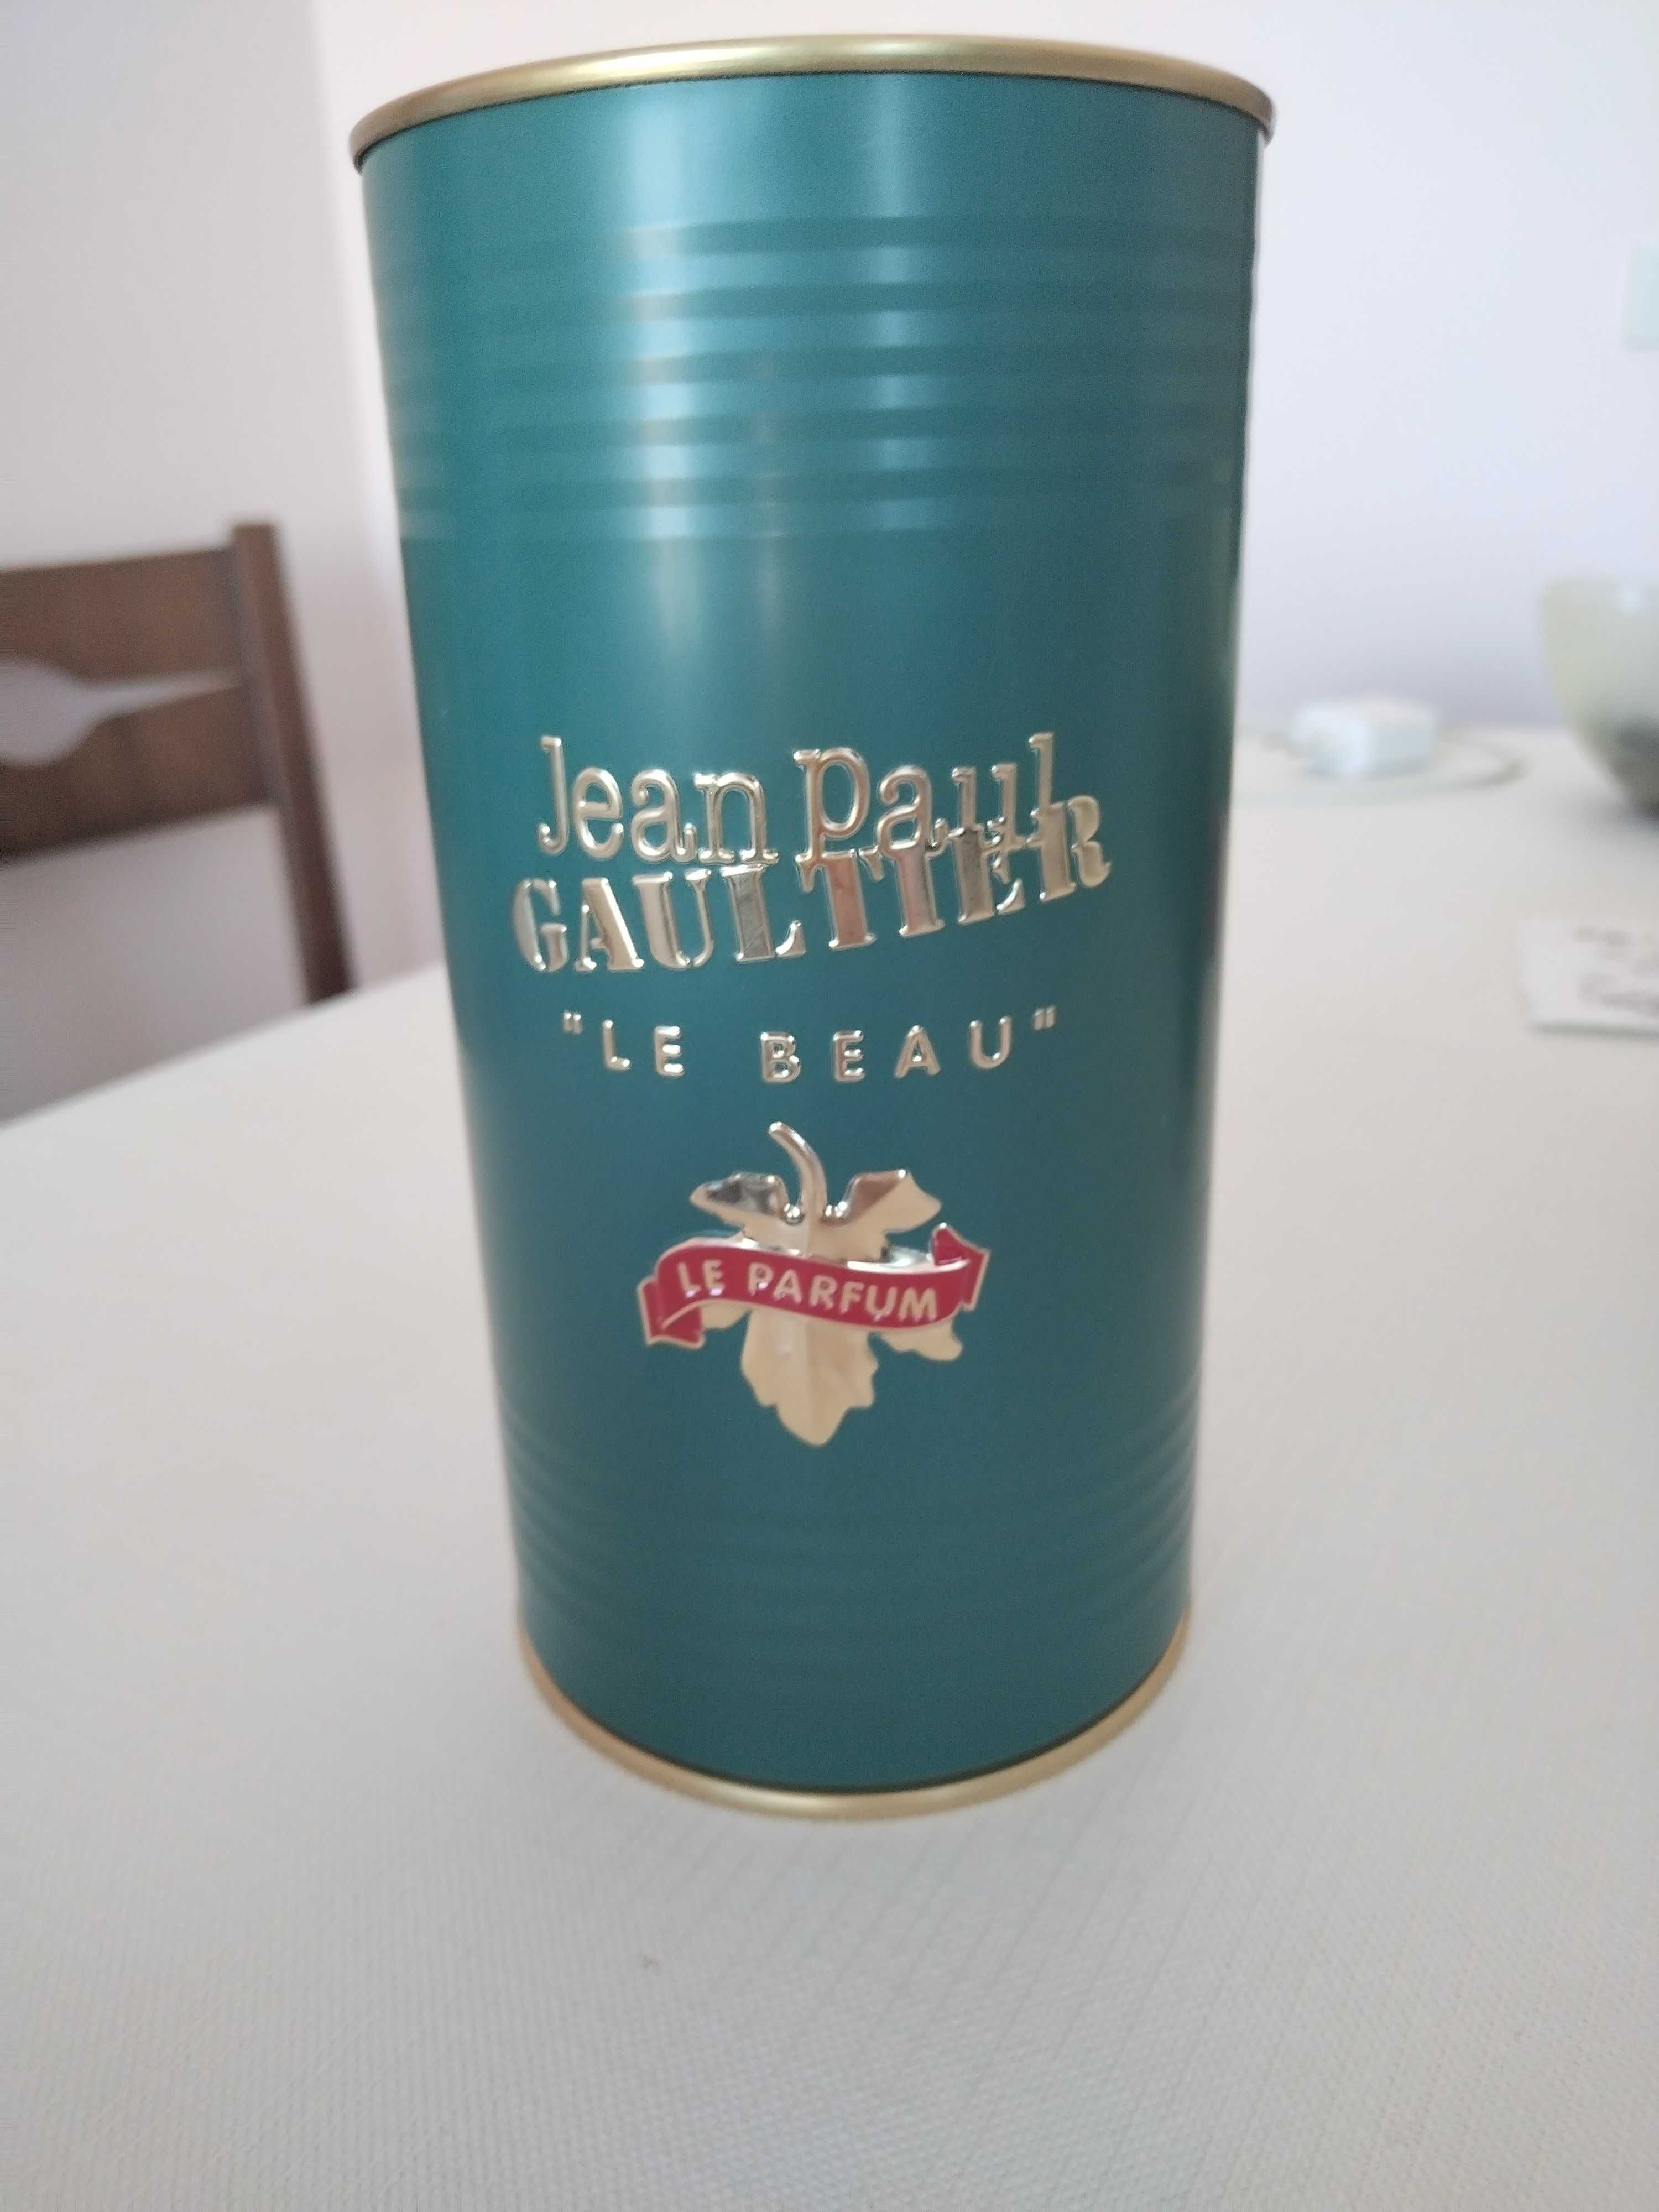 Jean Paul
GAULTIER
"LE BEAU"
LE PARFUM